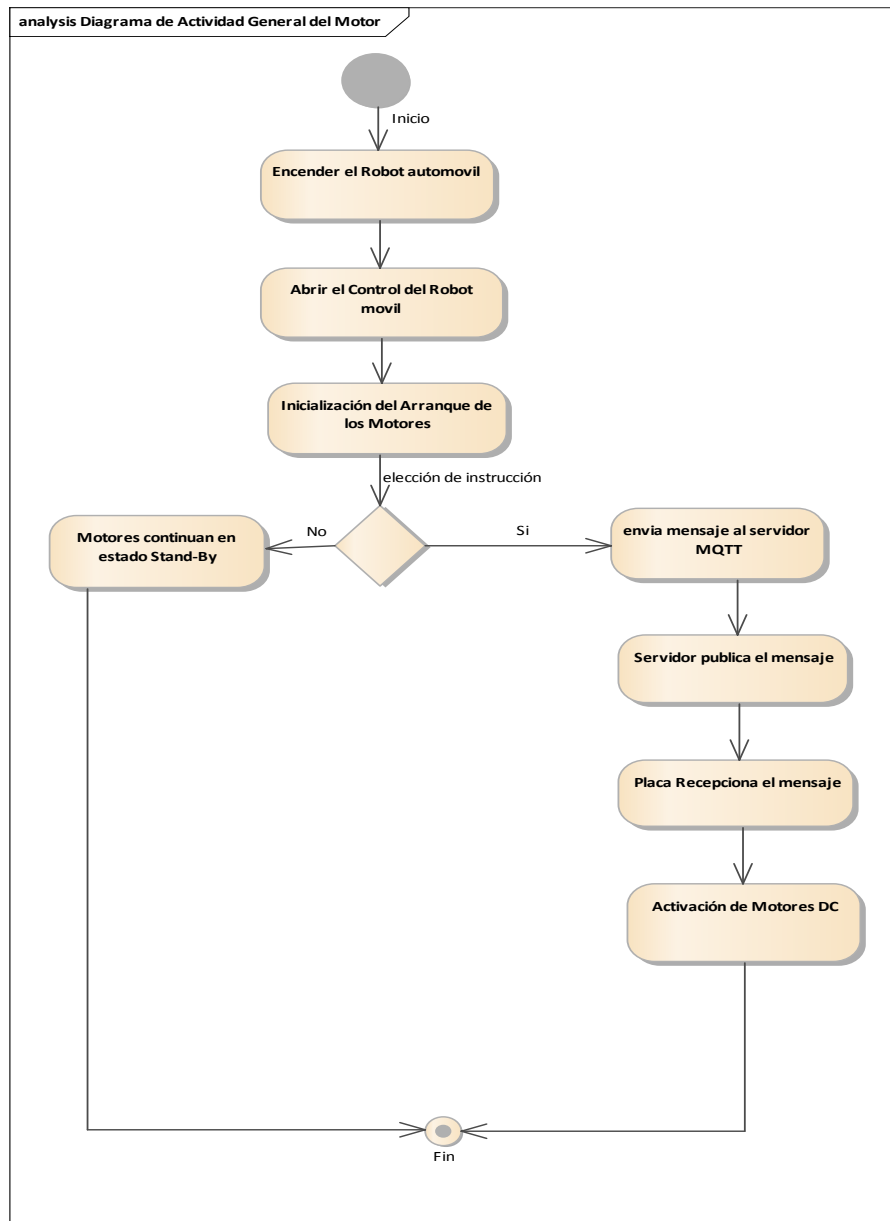 analysis Diagrama de Actividad General del Motor
Inicio
Encender el Robot automovil
Abrir el Control del Robot
movil
Inicialización del Arranque de
los Motores
elección de instrucción
No
Si
Motores continuan en
estado Stand-By
envia mensaje al servidor
MQTT
Servidor publica el mensaje
Placa Recepciona el mensaje
Activación de Motores DC
Fin